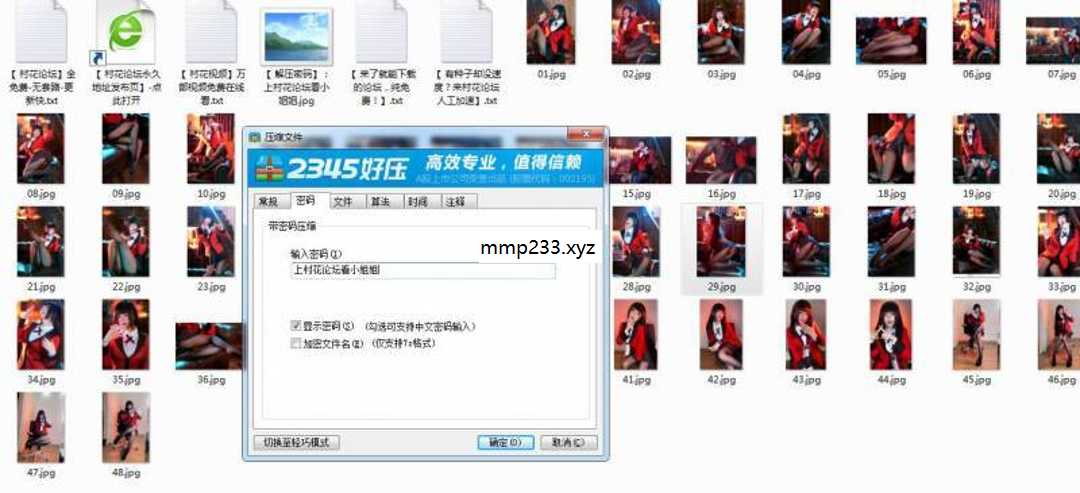 【 村花论坛】全
免费-无套路-更
新快.txt
【 村花论坛永久
地址发布页】-点
此打开
【 村花视频】万
部视频免费在线
看.txt
【 解压密码】：
上村花论坛看小
姐姐.jpg
【 来了就能下载
的论坛，纯免
费！】.txt
【 有种子却没速
度？来村花论坛
人工加速】.txt
01.jpg
02.jpg
03.jpg
04.jpg
05.jpg
06.jpg
07.jpg
08.jpg
09.jpg
10.jpg
15.jpg
16.jpg
17.jpg
18.jpg
19.jpg
20.jpg
21.jpg
22.jpg
23.jpg
28.jpg
29.jpg
30.jpg
31.jpg
32.jpg
33.jpg
34.jpg
35.jpg
36.jpg
41.jpg
42.jpg
43.jpg
44.jpg
45.jpg
46.jpg
47.jpg
48.jpg
压缩文件
2345好压 高效专业，值得信赖
A股上市公司荣誉出品 (股票代码：002195)
常规 密码 文件 算法 时间 注释
带密码压缩
输入密码(I)
上村花论坛看小姐姐
mmp233.xyz
显示密码(S) (勾选可支持中文密码输入)
加密文件名(E) (仅支持7z格式)
切换至轻巧模式
确定(O)
取消(C)